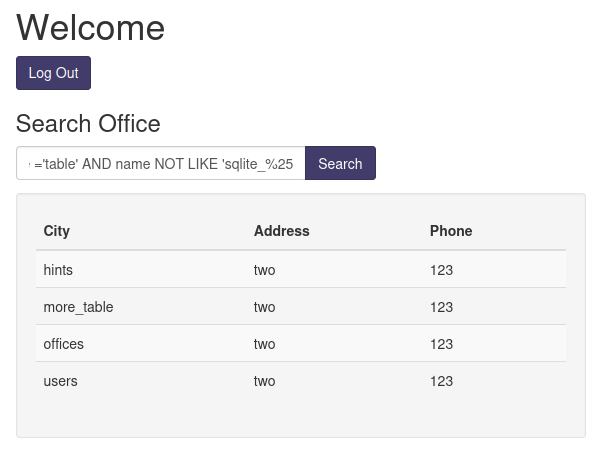 Welcome
Log Out
Search Office
='table' AND name NOT LIKE 'sqlite_%25 Search
City Address Phone
hints two 123
more_table two 123
offices two 123
users two 123